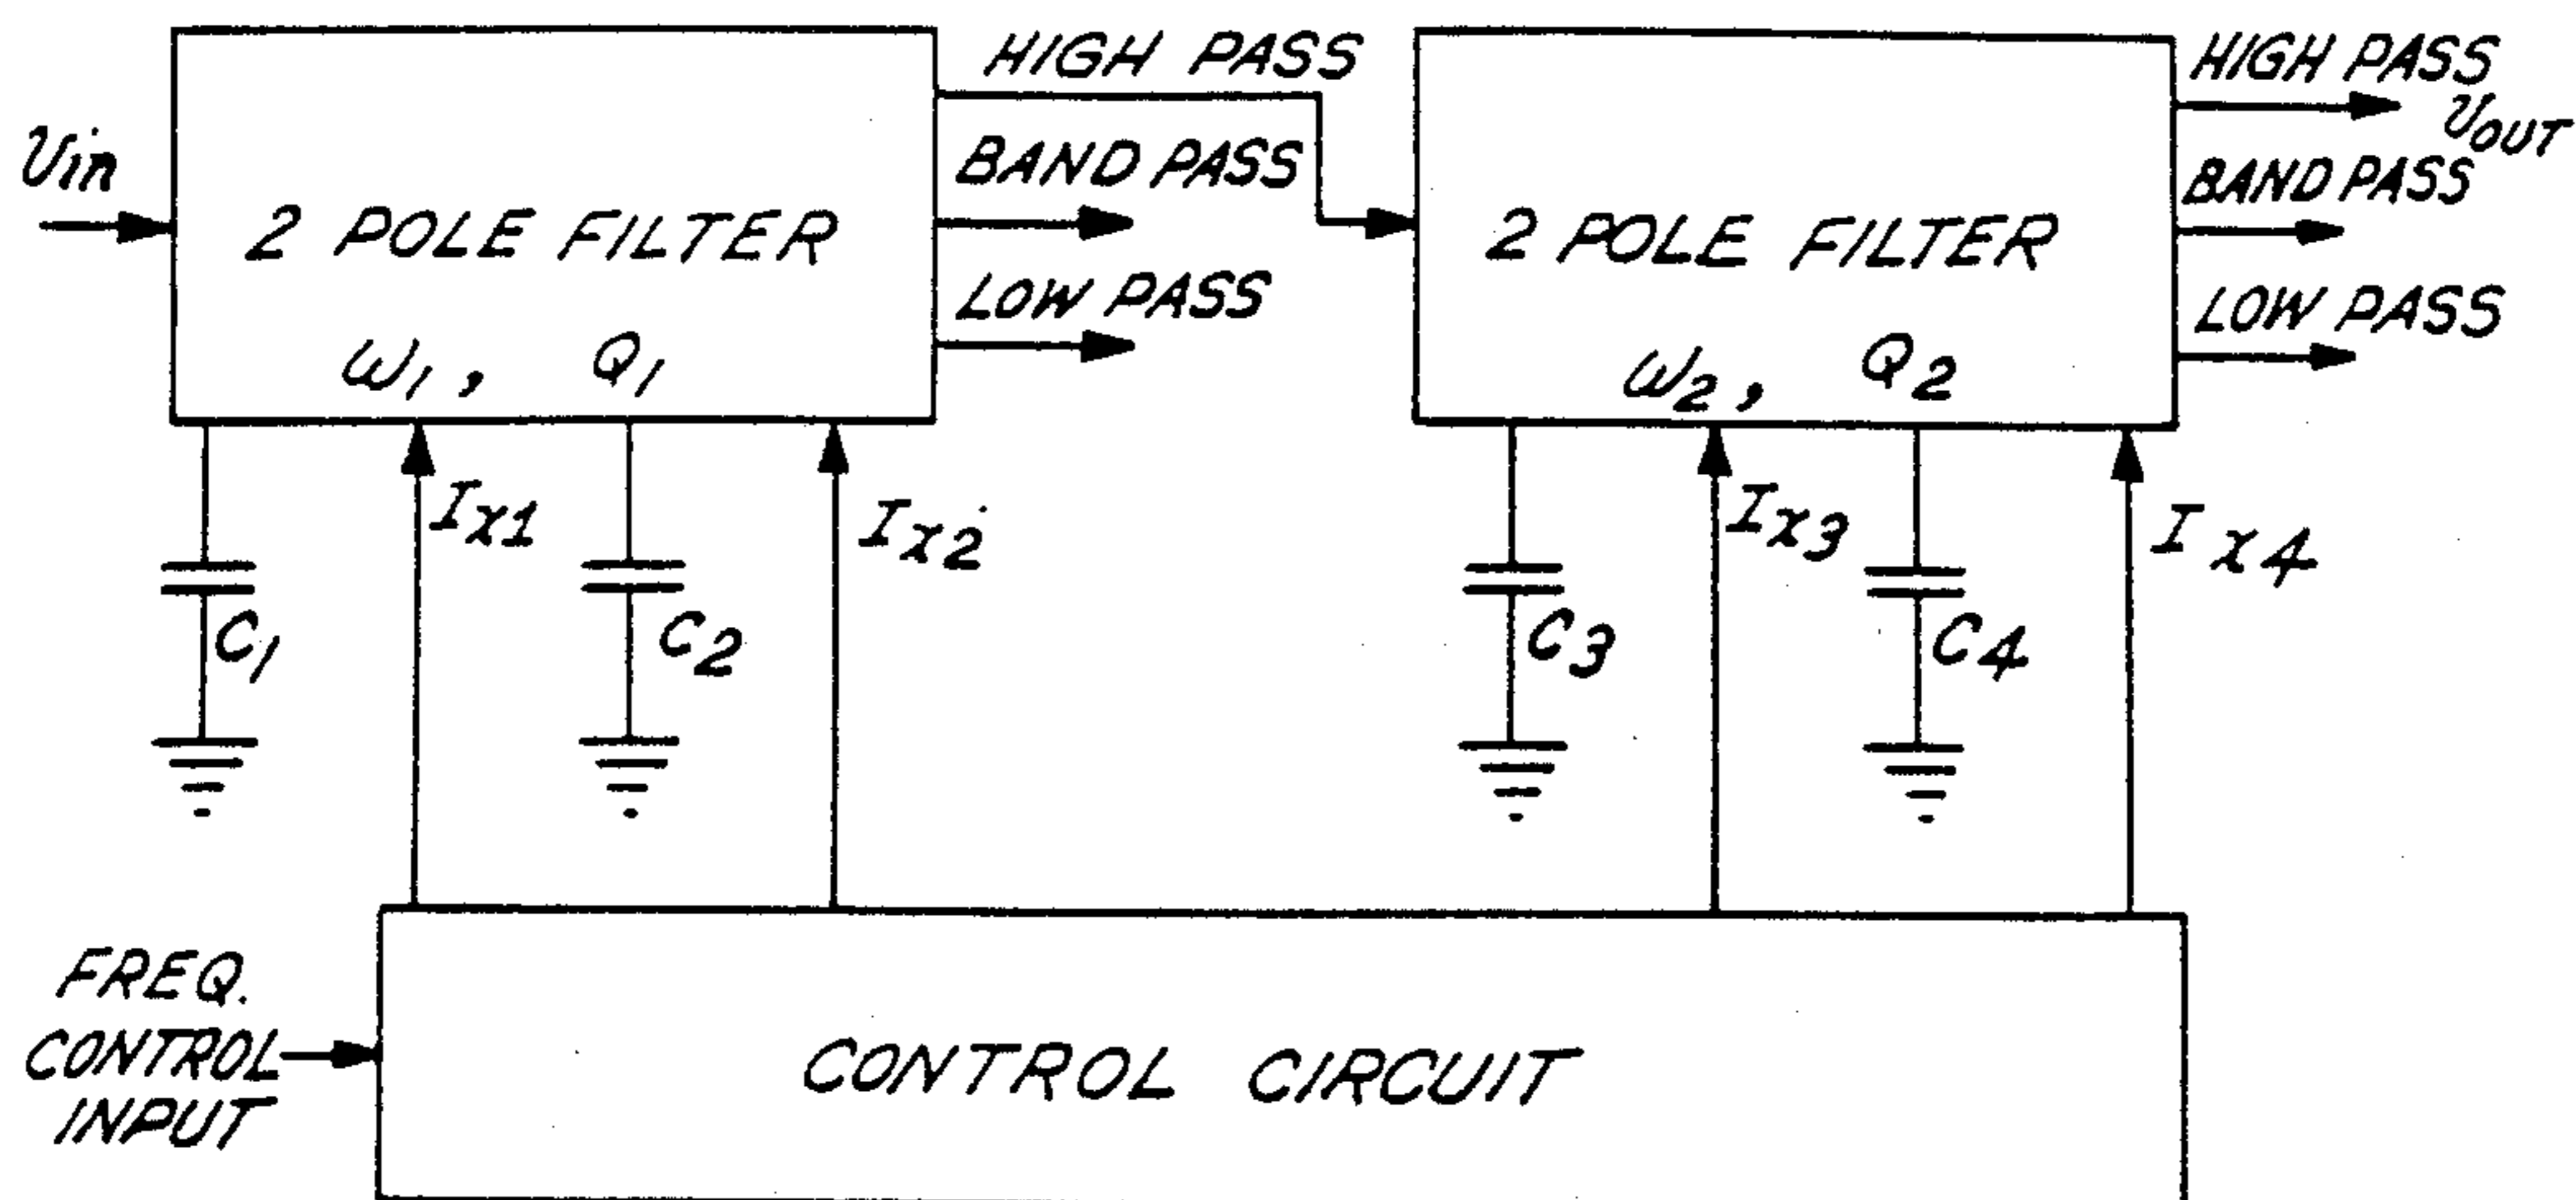 Vin
2 POLE FILTER
ω1, Q1
HIGH PASS
BAND PASS
LOW PASS
2 POLE FILTER
ω2, Q2
HIGH PASS
VOUT
BAND PASS
LOW PASS
C1
Ix1
C2
Ix2
C3
Ix3
C4
Ix4
FREQ.
CONTROL
INPUT
CONTROL CIRCUIT